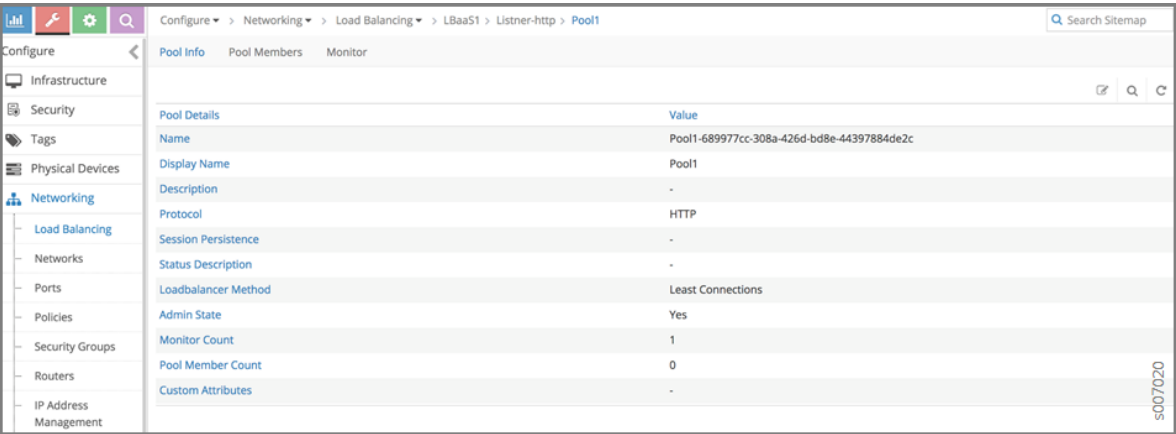 Configure > Networking > Load Balancing > LBaaS1 > Listner-http > Pool1
Search Sitemap
Configure
Pool Info Pool Members Monitor
Infrastructure
Security
Tags
Physical Devices
Networking
Load Balancing
Networks
Ports
Policies
Security Groups
Routers
IP Address
Management
Pool Details Value
Name Pool1-689977cc-308a-426d-bd8e-44397884de2c
Display Name Pool1
Description -
Protocol HTTP
Session Persistence -
Status Description -
Loadbalancer Method Least Connections
Admin State Yes
Monitor Count 1
Pool Member Count 0
Custom Attributes -
s007020